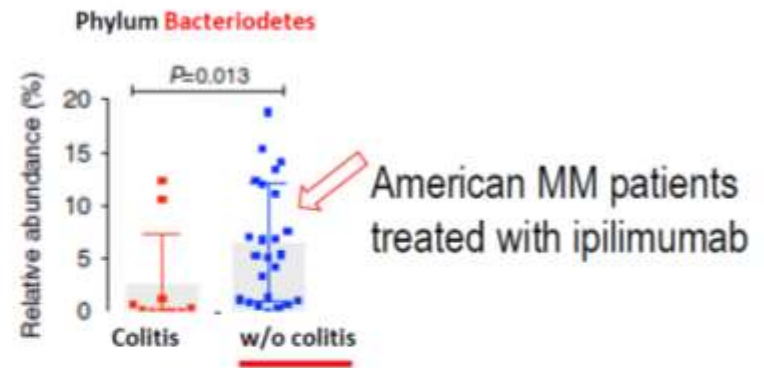 Phylum Bacteriodetes
P=0.013
Relative abundance (%)
20
15
10
5
0
American MM patients
treated with ipilimumab
Colitis
w/o colitis